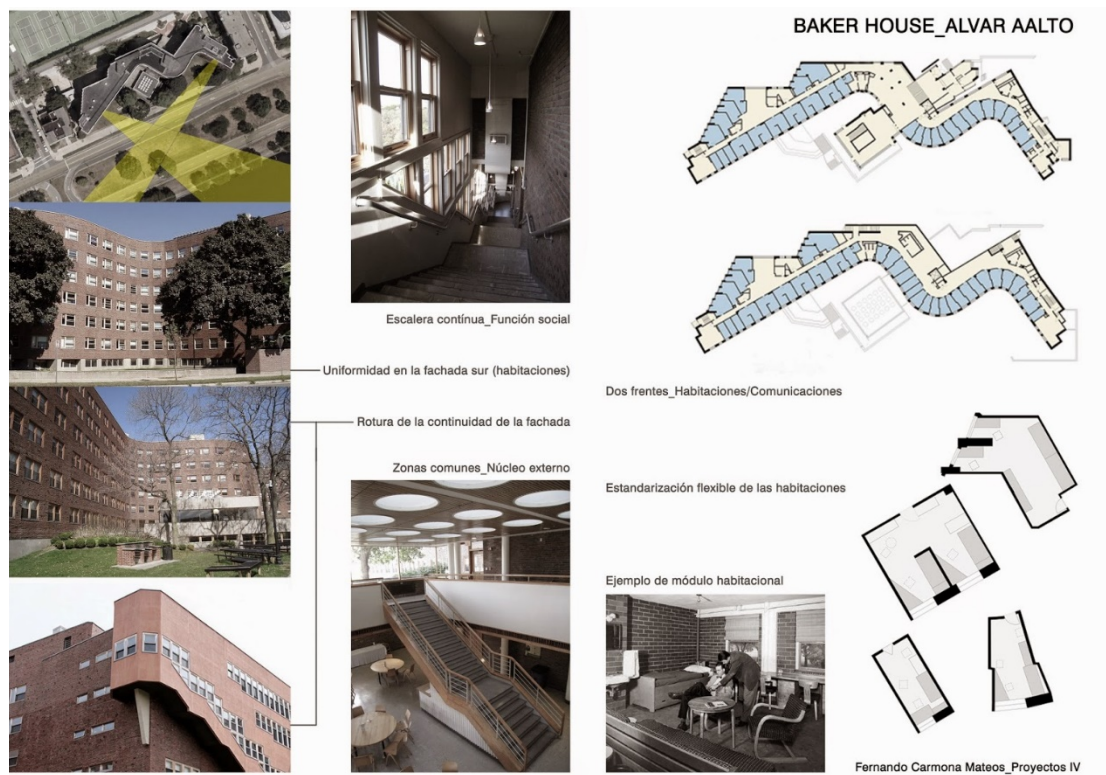 BAKER HOUSE_ALVAR AALTO
Escalera contínua_Función social
Uniformidad en la fachada sur (habitaciones)
Rotura de la continuidad de la fachada
Zonas comunes_Núcleo externo
Dos frentes_Habitaciones/Comunicaciones
Estandarización flexible de las habitaciones
Ejemplo de módulo habitacional
Fernando Carmona Mateos_Proyectos IV